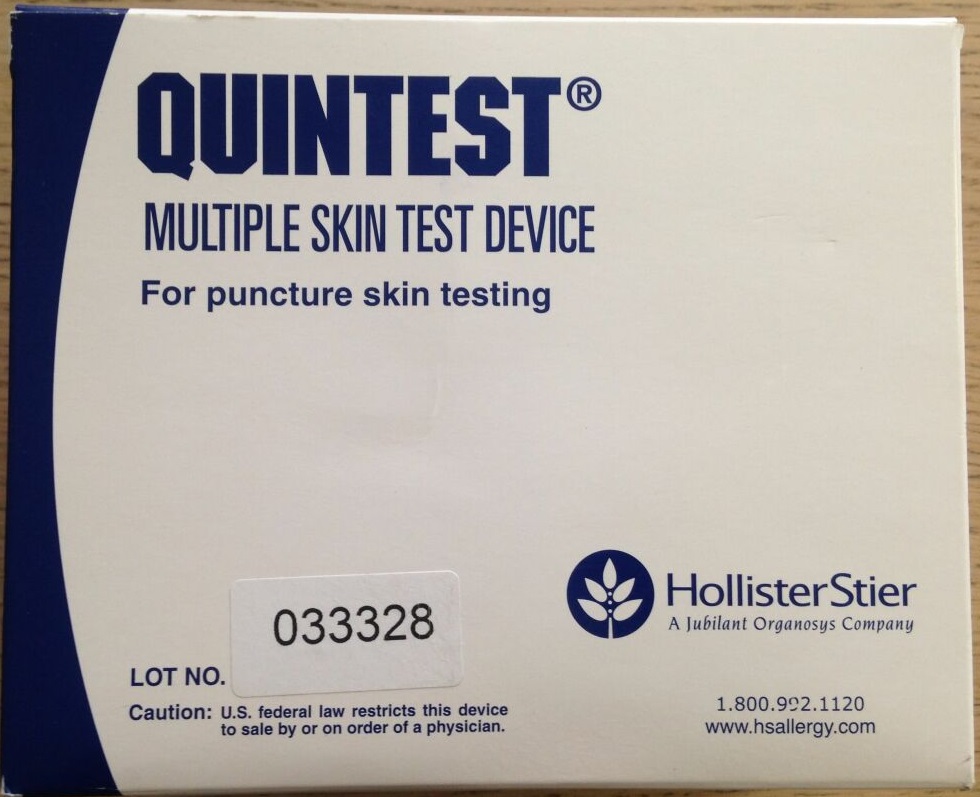 QUINTEST®
MULTIPLE SKIN TEST DEVICE
For puncture skin testing
033328
LOT NO.
HollisterStier
A Jubilant Organosys Company
Caution: U.S. federal law restricts this device
to sale by or on order of a physician.
1.800.992.1120
www.hsallergy.com